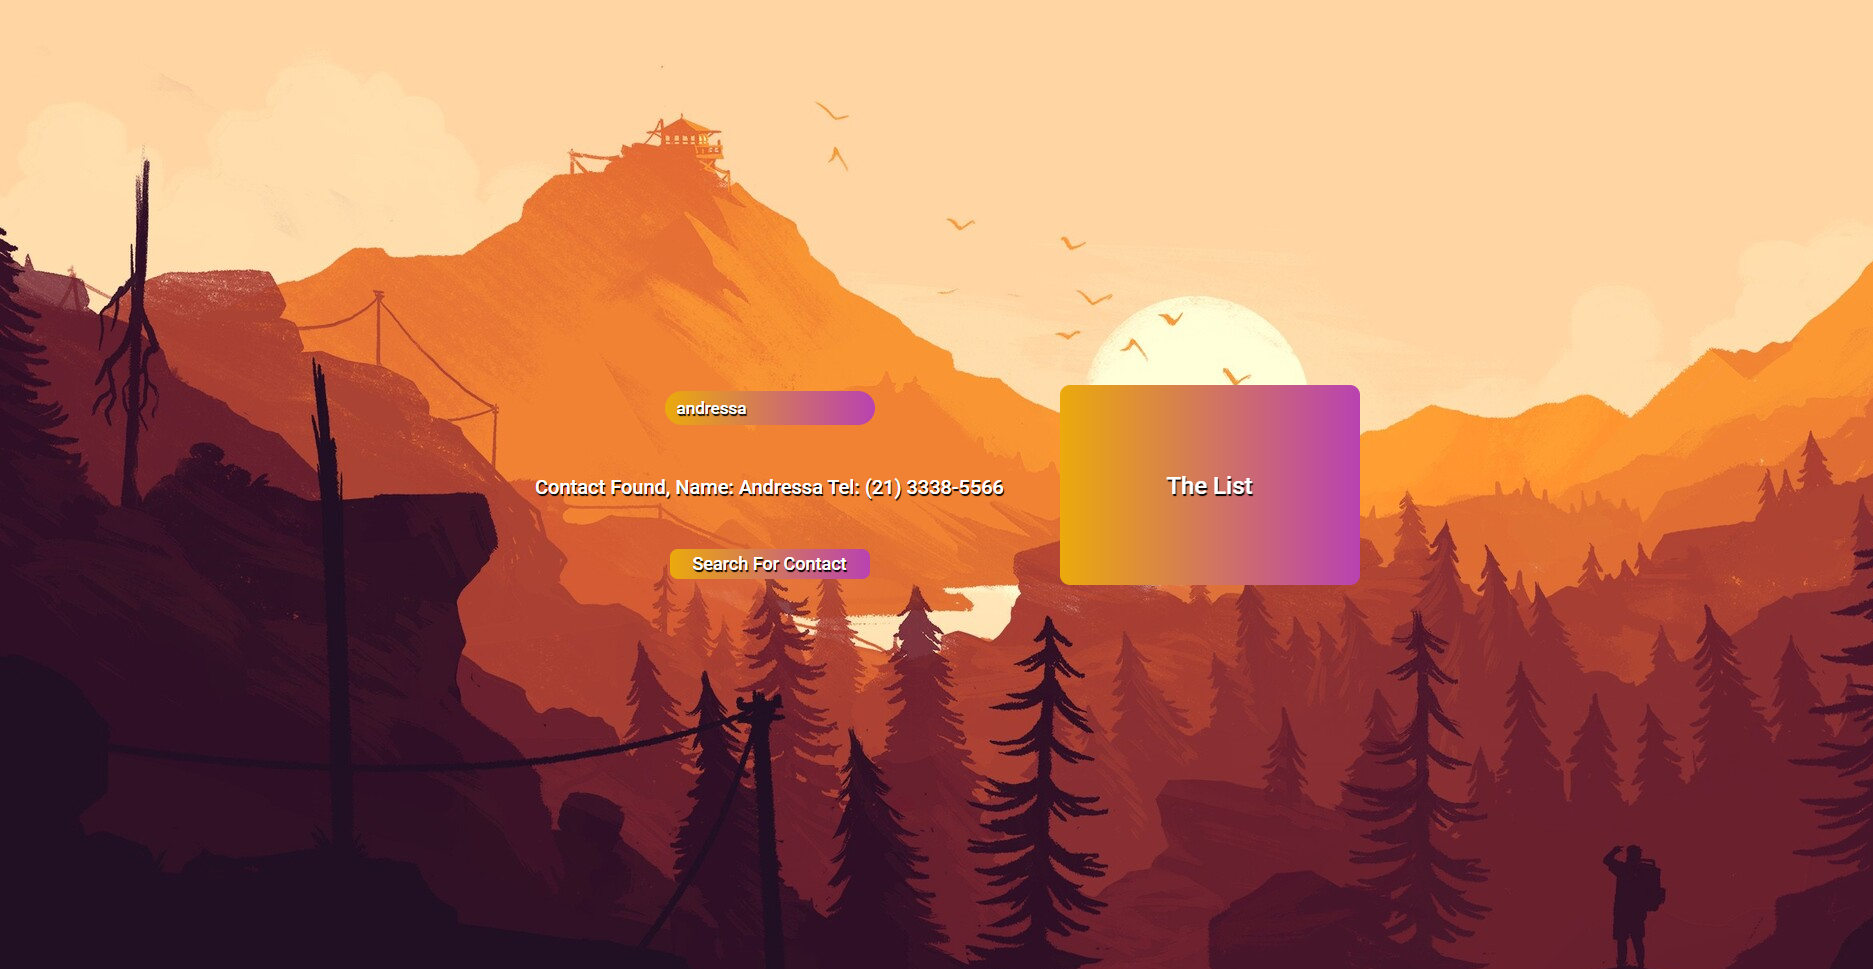 andressa
Contact Found, Name: Andressa Tel: (21) 3338-5566
Search For Contact
The List